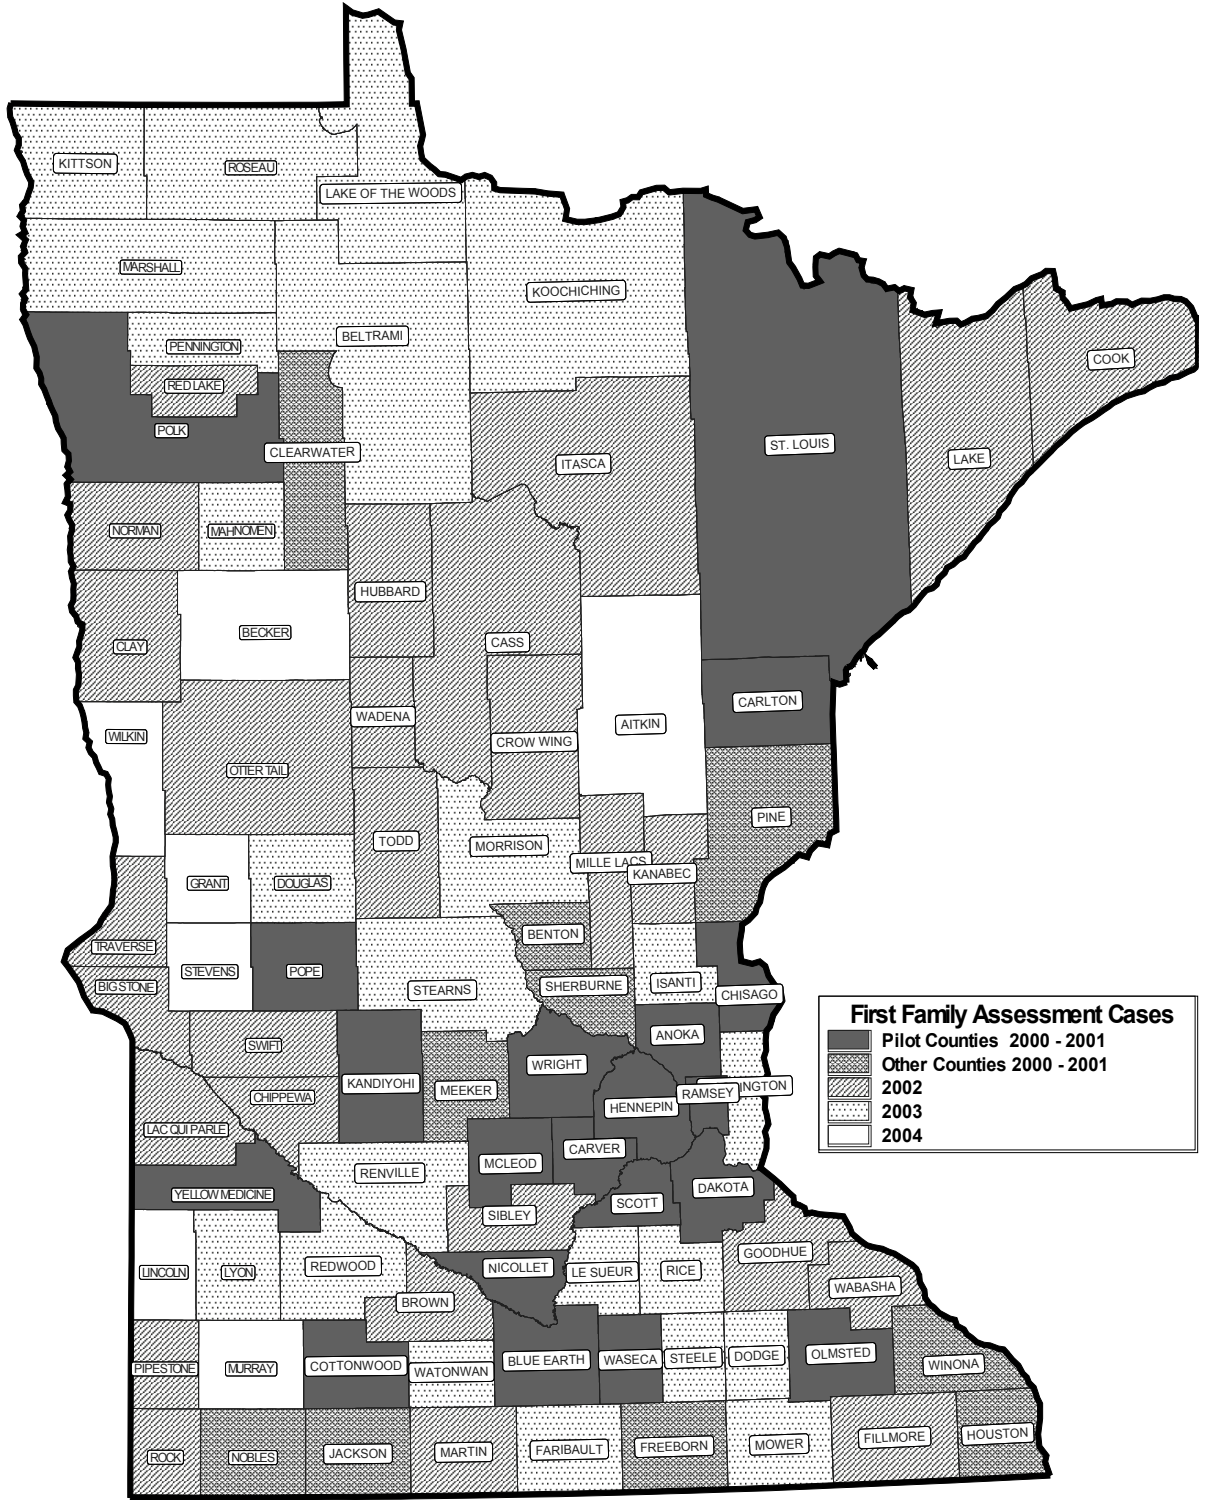 KITTSON
ROSEAU
LAKE OF THE WOODS
MARSHALL
KOOCHICHING
PENNINGTON
BELTRAMI
COOK
RED LAKE
POLK
CLEARWATER
ST. LOUIS
ITASCA
LAKE
NORMAN
MAHNOMEN
HUBBARD
BECKER
CLAY
CASS
CARLTON
WADENA
AITKIN
WILKIN
CROW WING
OTTER TAIL
PINE
TODD
MORRISON
MILLE LACS
KANABEC
GRANT
DOUGLAS
BENTON
TRAVERSE
STEVENS
POPE
ISANTI
BIG STONE
STEARNS
SHERBURNE
CHISAGO
SWIFT
ANOKA
WRIGHT
KANDIYOHI
MEEKER
RAMSEY
INGTON
CHIPPEWA
HENNEPIN
LAC QUI PARLE
CARVER
MCLEOD
RENVILLE
DAKOTA
YELLOW MEDICINE
SCOTT
SIBLEY
GOODHUE
LINCOLN
LYON
REDWOOD
NICOLLET
LE SUEUR
RICE
WABASHA
BROWN
PIPESTONE
MURRAY
COTTONWOOD
WATONWAN
BLUE EARTH
WASECA
STEELE
DODGE
OLMSTED
WINONA
ROCK
NOBLES
JACKSON
MARTIN
FARIBAULT
FREEBORN
MOWER
FILLMORE
HOUSTON
First Family Assessment Cases
Pilot Counties 2000 - 2001
Other Counties 2000 - 2001
2002
2003
2004